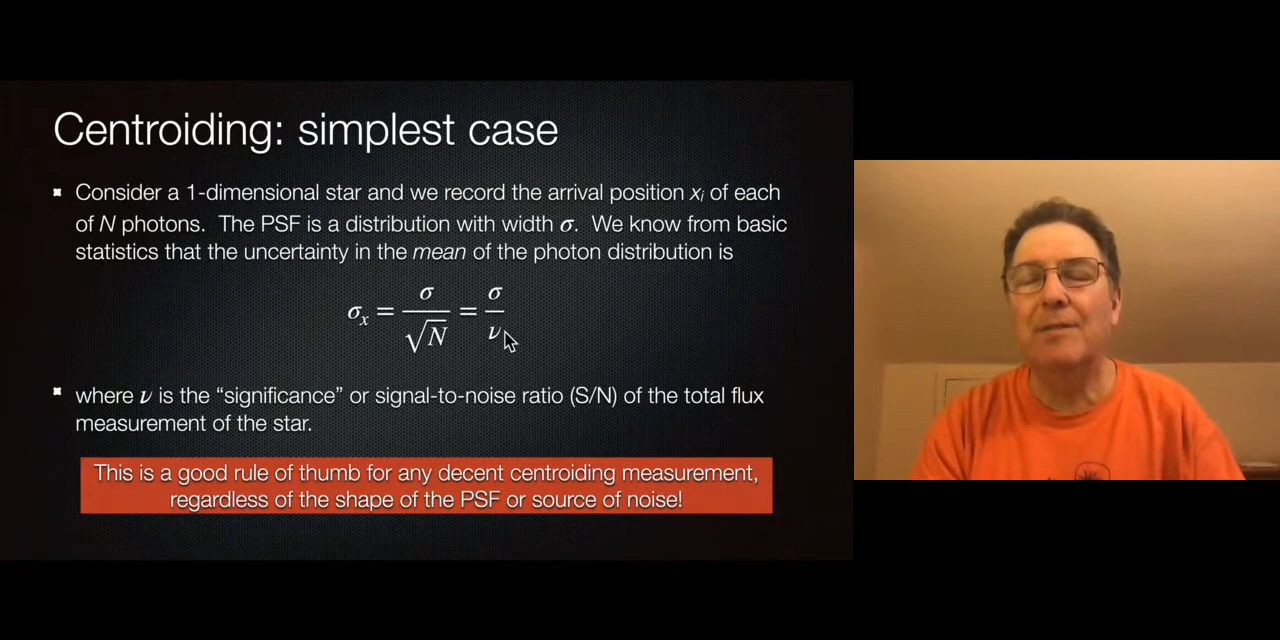 Centroiding: simplest case
Consider a 1-dimensional star and we record the arrival position xᵢ of each
of N photons. The PSF is a distribution with width σ. We know from basic
statistics that the uncertainty in the mean of the photon distribution is
σₓ = σ/√N = σ/ν
where ν is the “significance” or signal-to-noise ratio (S/N) of the total flux
measurement of the star.
This is a good rule of thumb for any decent centroiding measurement,
regardless of the shape of the PSF or source of noise!